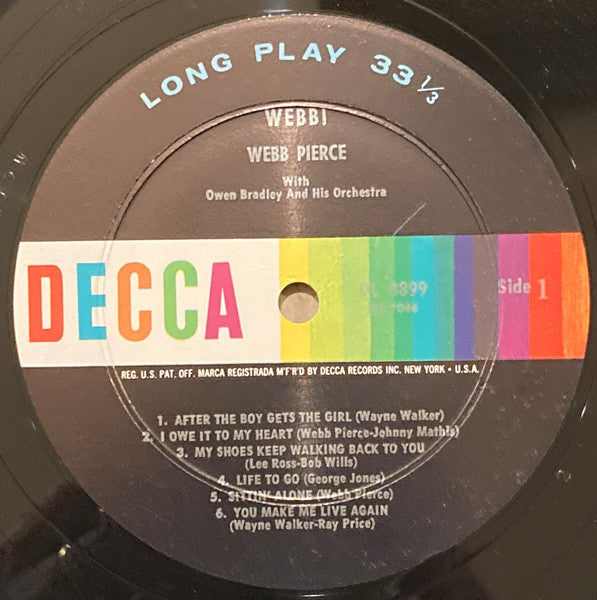 LONG PLAY 33 1/3
WEBB!
WEBB PIERCE
With
Owen Bradley And His Orchestra
DECCA
DL 8899
Side 1
REG. U.S. PAT. OFF. MARCA REGISTRADA M'F'R'D BY DECCA RECORDS INC. NEW YORK • U.S.A.
1. AFTER THE BOY GETS THE GIRL (Wayne Walker)
2. I OWE IT TO MY HEART (Webb Pierce-Johnny Mathis)
3. MY SHOES KEEP WALKING BACK TO YOU
(Lee Ross-Bob Wills)
4. LIFE TO GO (George Jones)
5. SITTIN' ALONE (Webb Pierce)
6. YOU MAKE ME LIVE AGAIN
(Wayne Walker-Ray Price)